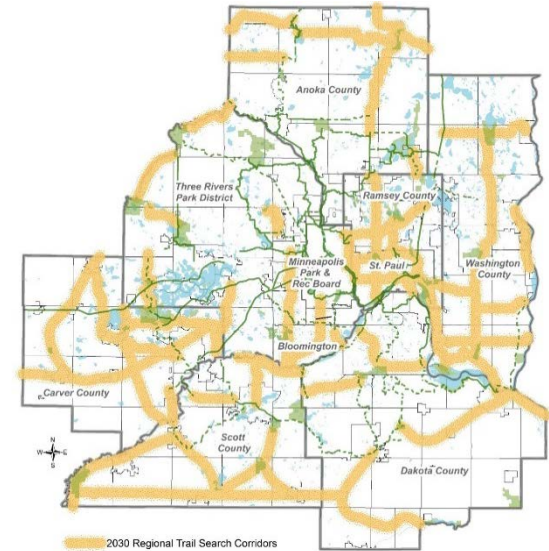 Anoka County
Three Rivers
Park District
Ramsey County
Minneapolis
Park &
Rec Board
St. Paul
Washington
County
Bloomington
Carver County
Scott
County
Dakota County
N
W E
S
2030 Regional Trail Search Corridors